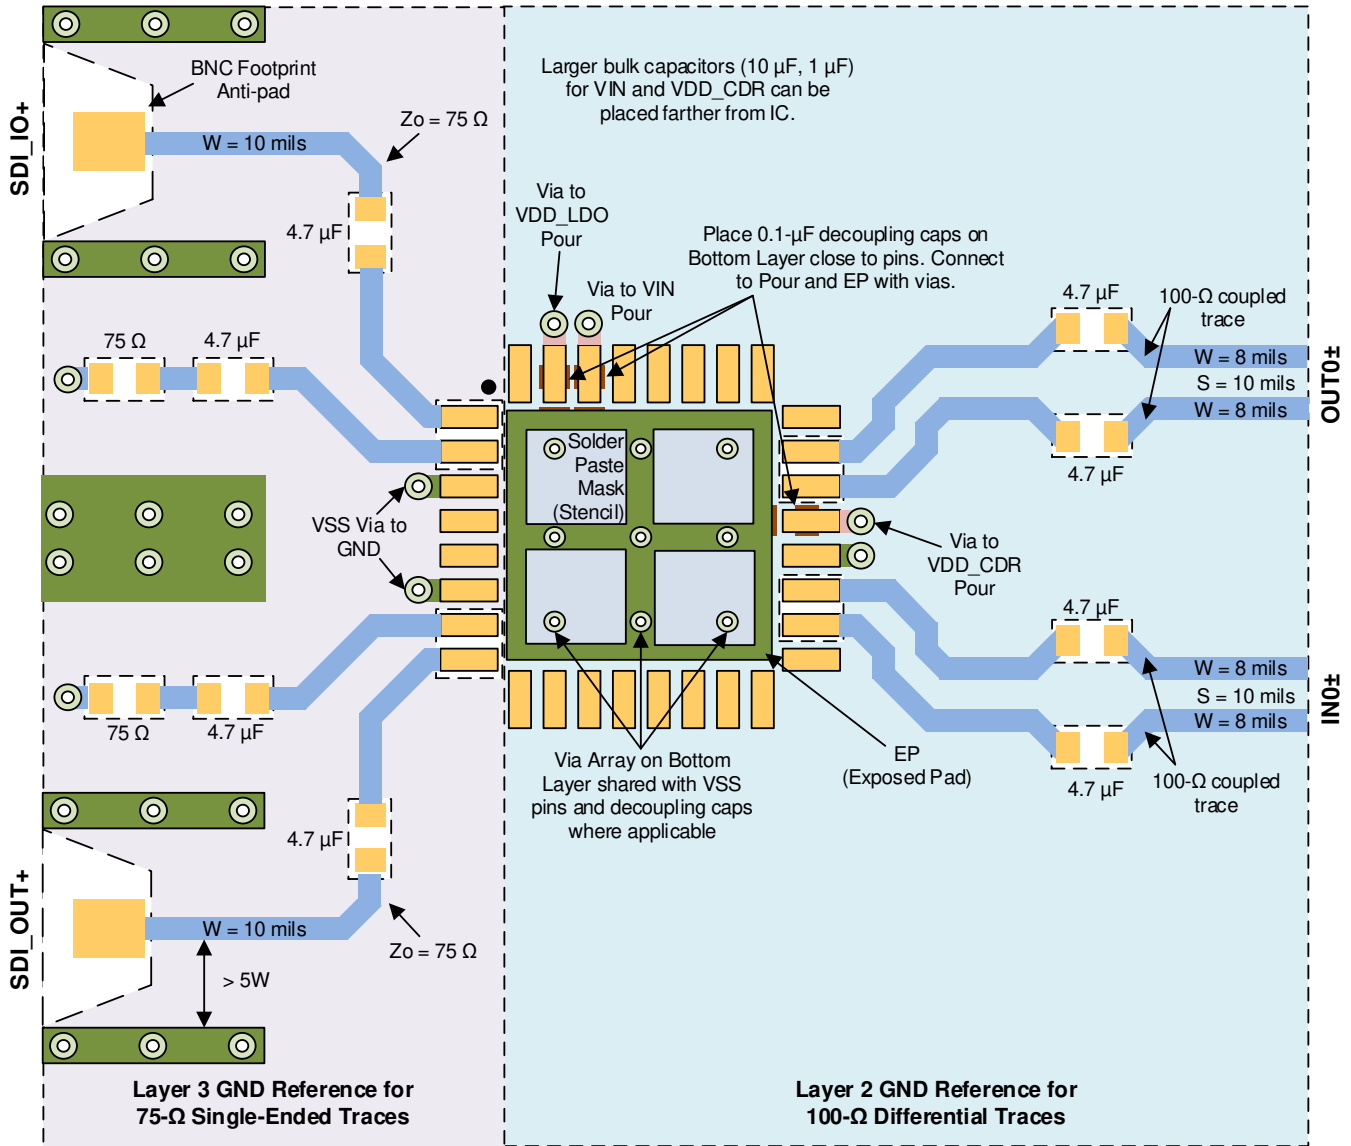 BNC Footprint
Anti-pad
SDI_IO+
W = 10 mils
Zo = 75 Ω
4.7 µF
Larger bulk capacitors (10 µF, 1 µF)
for VIN and VDD_CDR can be
placed farther from IC.
Via to
VDD_LDO
Pour
Via to VIN
Pour
Place 0.1-µF decoupling caps on
Bottom Layer close to pins. Connect
to Pour and EP with vias.
4.7 µF
100-Ω coupled
trace
W = 8 mils
S = 10 mils
W = 8 mils
OUT0±
4.7 µF
75 Ω
4.7 µF
Solder
Paste
Mask
(Stencil)
VSS Via to
GND
Via to
VDD_CDR
Pour
4.7 µF
W = 8 mils
S = 10 mils
W = 8 mils
IN0±
4.7 µF
100-Ω coupled
trace
75 Ω
4.7 µF
Via Array on Bottom
Layer shared with VSS
pins and decoupling caps
where applicable
EP
(Exposed Pad)
4.7 µF
SDI_OUT+
W = 10 mils
Zo = 75 Ω
> 5W
Layer 3 GND Reference for
75-Ω Single-Ended Traces
Layer 2 GND Reference for
100-Ω Differential Traces